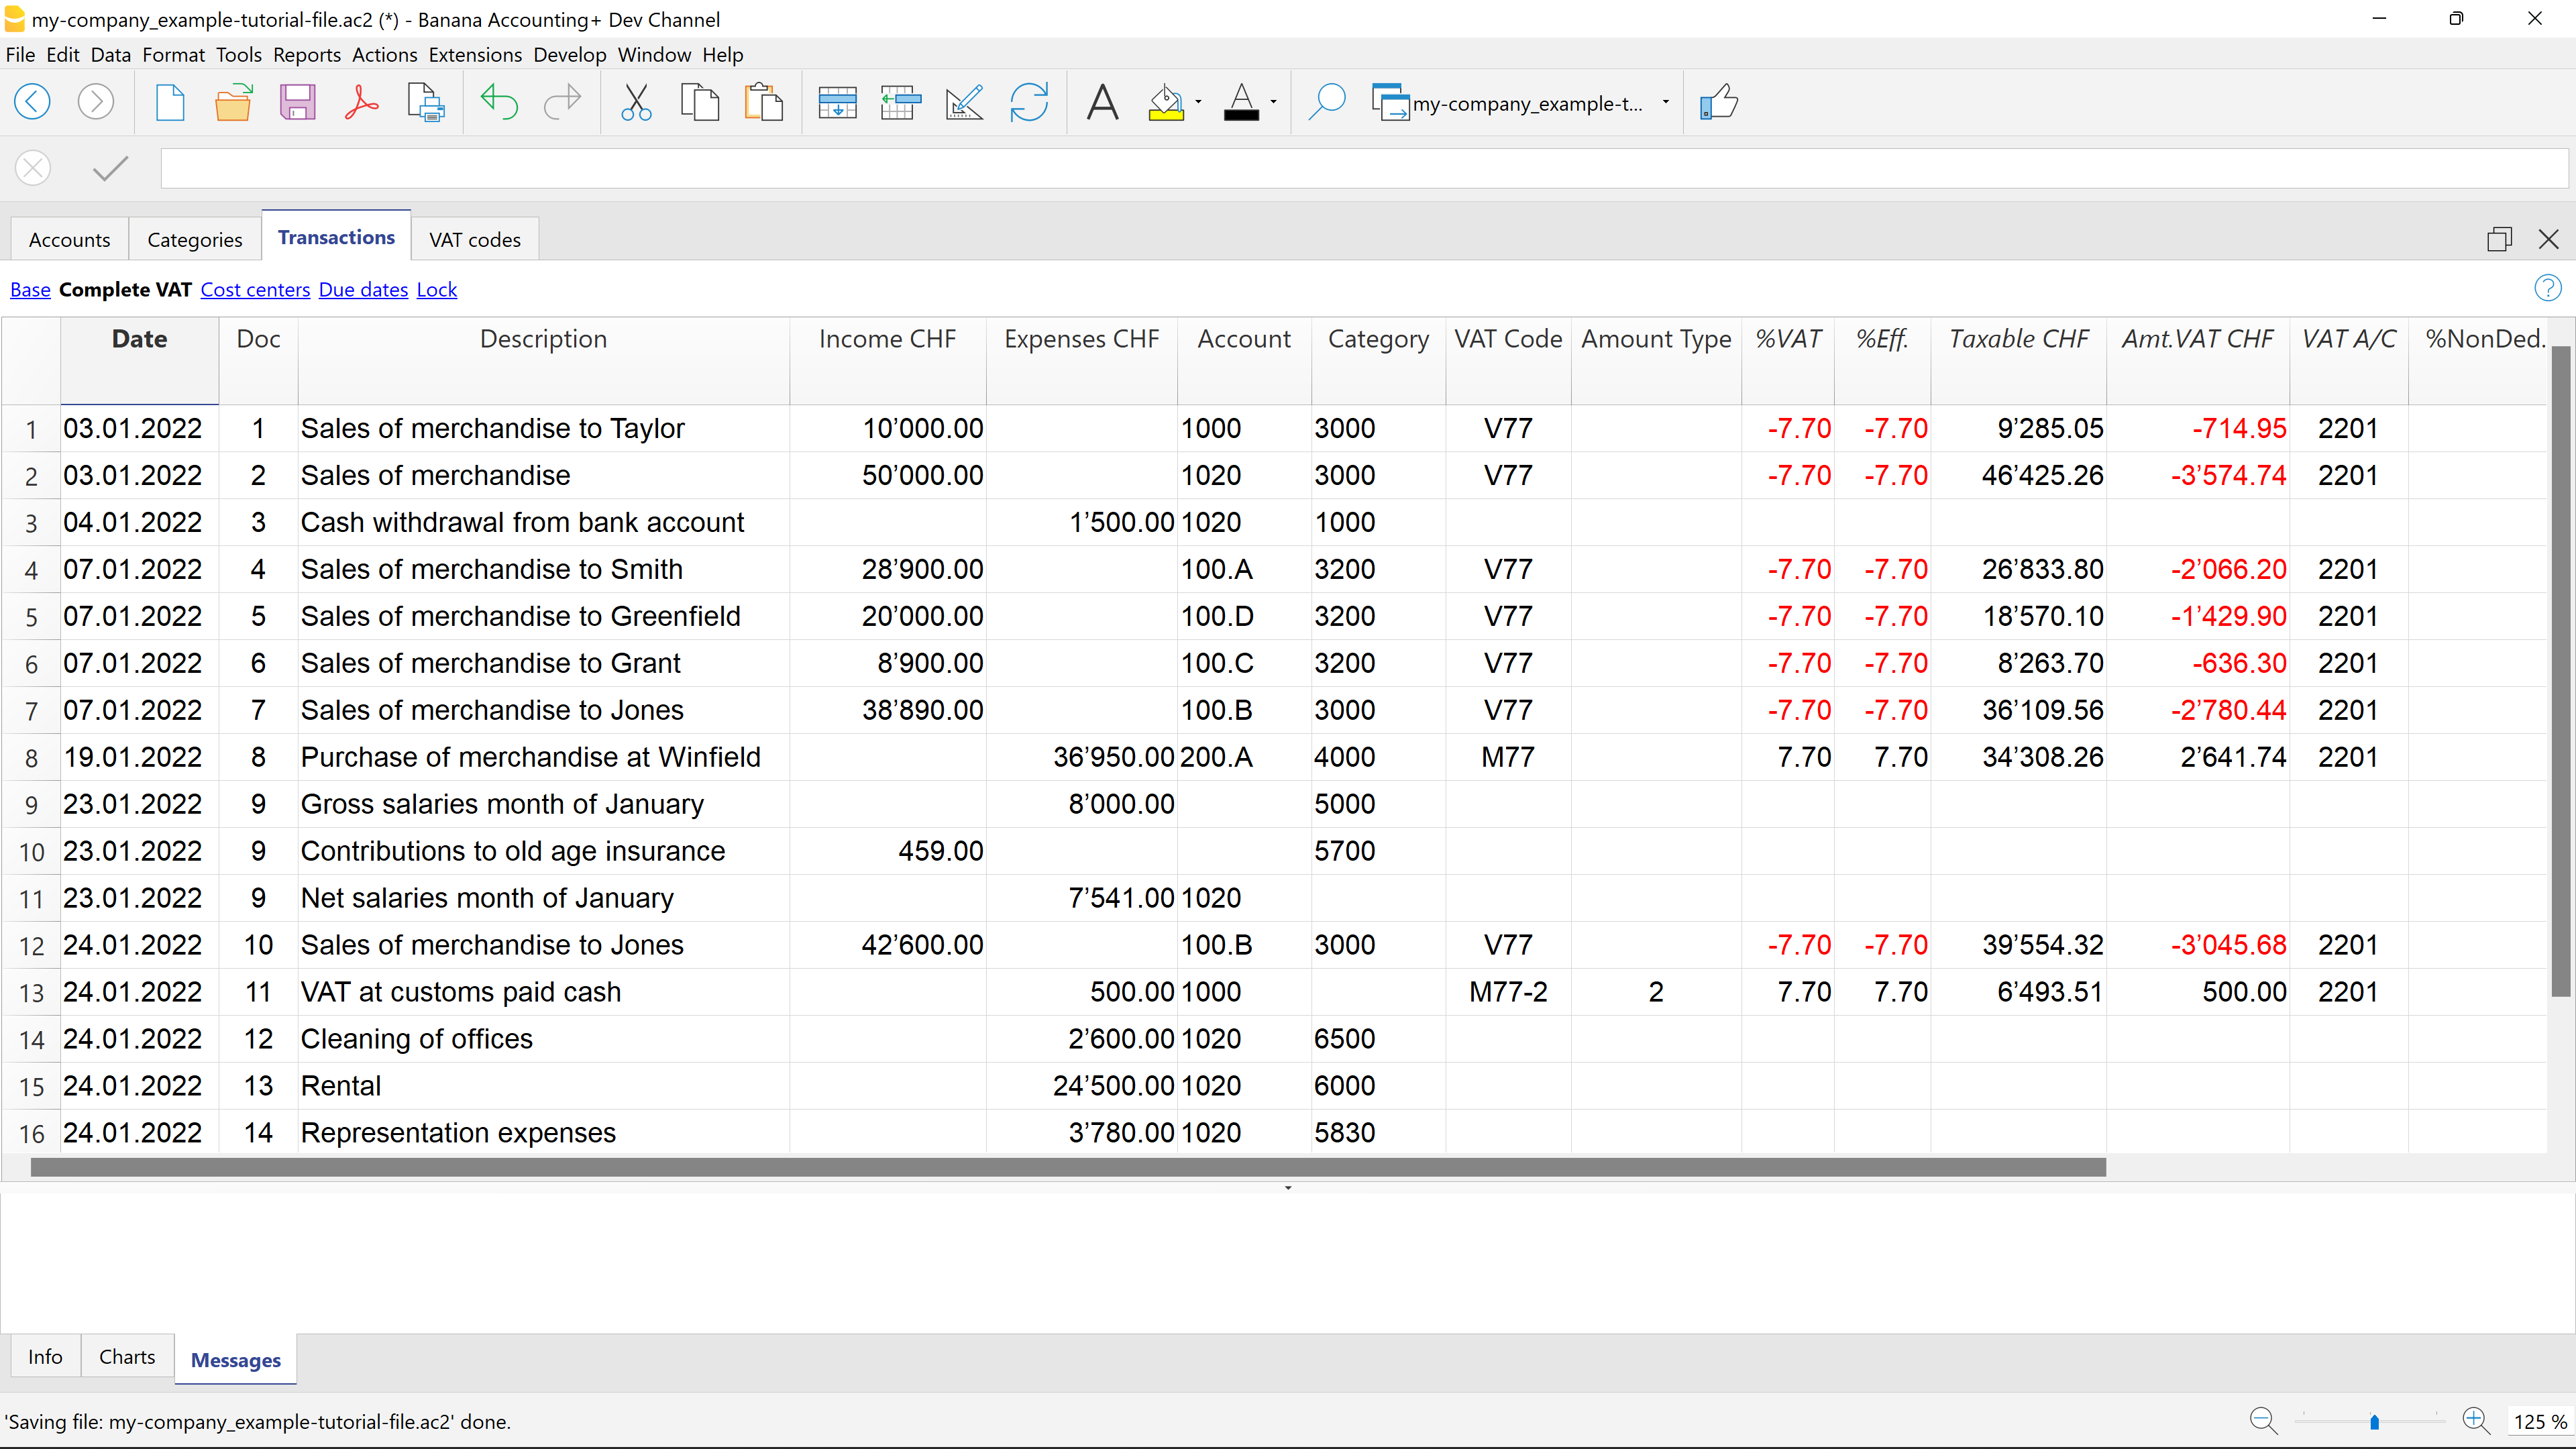 my-company_example-tutorial-file.ac2 (*) - Banana Accounting+ Dev Channel
File Edit Data Format Tools Reports Actions Extensions Develop Window Help
my-company_example-t...
Accounts Categories Transactions VAT codes
Base Complete VAT Cost centers Due dates Lock
Date Doc Description Income CHF Expenses CHF Account Category VAT Code Amount Type %VAT %Eff. Taxable CHF Amt.VAT CHF VAT A/C %NonDed.
1 03.01.2022 1 Sales of merchandise to Taylor 10’000.00 1000 3000 V77 -7.70 -7.70 9’285.05 -714.95 2201
2 03.01.2022 2 Sales of merchandise 50’000.00 1020 3000 V77 -7.70 -7.70 46’425.26 -3’574.74 2201
3 04.01.2022 3 Cash withdrawal from bank account 1’500.00 1020 1000
4 07.01.2022 4 Sales of merchandise to Smith 28’900.00 100.A 3200 V77 -7.70 -7.70 26’833.80 -2’066.20 2201
5 07.01.2022 5 Sales of merchandise to Greenfield 20’000.00 100.D 3200 V77 -7.70 -7.70 18’570.10 -1’429.90 2201
6 07.01.2022 6 Sales of merchandise to Grant 8’900.00 100.C 3200 V77 -7.70 -7.70 8’263.70 -636.30 2201
7 07.01.2022 7 Sales of merchandise to Jones 38’890.00 100.B 3000 V77 -7.70 -7.70 36’109.56 -2’780.44 2201
8 19.01.2022 8 Purchase of merchandise at Winfield 36’950.00 200.A 4000 M77 7.70 7.70 34’308.26 2’641.74 2201
9 23.01.2022 9 Gross salaries month of January 8’000.00 5000
10 23.01.2022 9 Contributions to old age insurance 459.00 5700
11 23.01.2022 9 Net salaries month of January 7’541.00 1020
12 24.01.2022 10 Sales of merchandise to Jones 42’600.00 100.B 3000 V77 -7.70 -7.70 39’554.32 -3’045.68 2201
13 24.01.2022 11 VAT at customs paid cash 500.00 1000 M77-2 2 7.70 7.70 6’493.51 500.00 2201
14 24.01.2022 12 Cleaning of offices 2’600.00 1020 6500
15 24.01.2022 13 Rental 24’500.00 1020 6000
16 24.01.2022 14 Representation expenses 3’780.00 1020 5830
Info Charts Messages
'Saving file: my-company_example-tutorial-file.ac2' done.
125 %